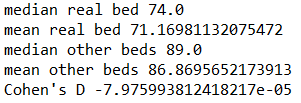 median real bed 74.0
mean real bed 71.16981132075472
median other beds 89.0
mean other beds 86.8695652173913
Cohen's D -7.975993812418217e-05